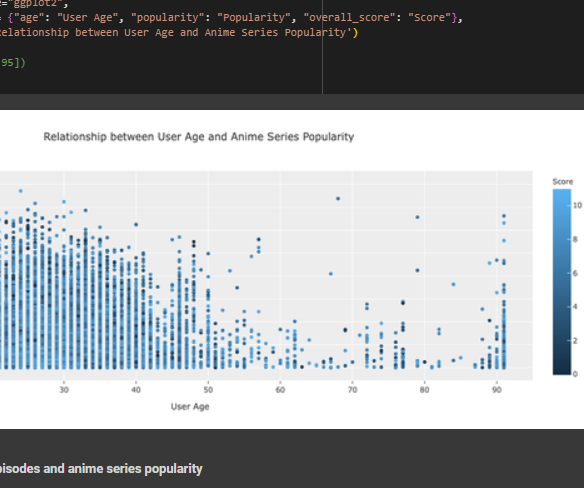 ="ggplot2",
= {"age": "User Age", "popularity": "Popularity", "overall_score": "Score"},
elationship between User Age and Anime Series Popularity')
95])
Relationship between User Age and Anime Series Popularity
Score
10
8
6
4
2
0
30 40 50 60 70 80 90
User Age
pisodes and anime series popularity